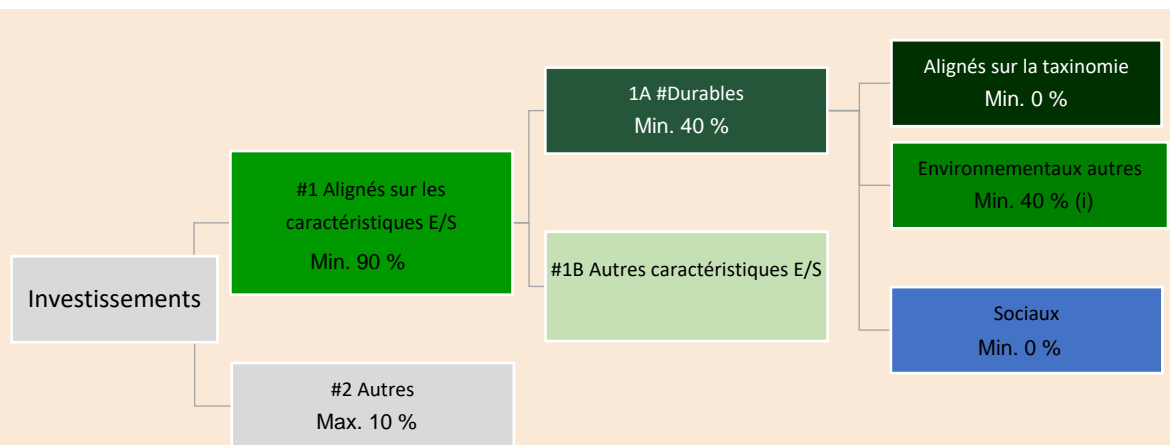 Investissements
#1 Alignés sur les
caractéristiques E/S
Min. 90 %
#2 Autres
Max. 10 %
1A #Durables
Min. 40 %
#1B Autres caractéristiques E/S
Alignés sur la taxinomie
Min. 0 %
Environnementaux autres
Min. 40 % (i)
Sociaux
Min. 0 %